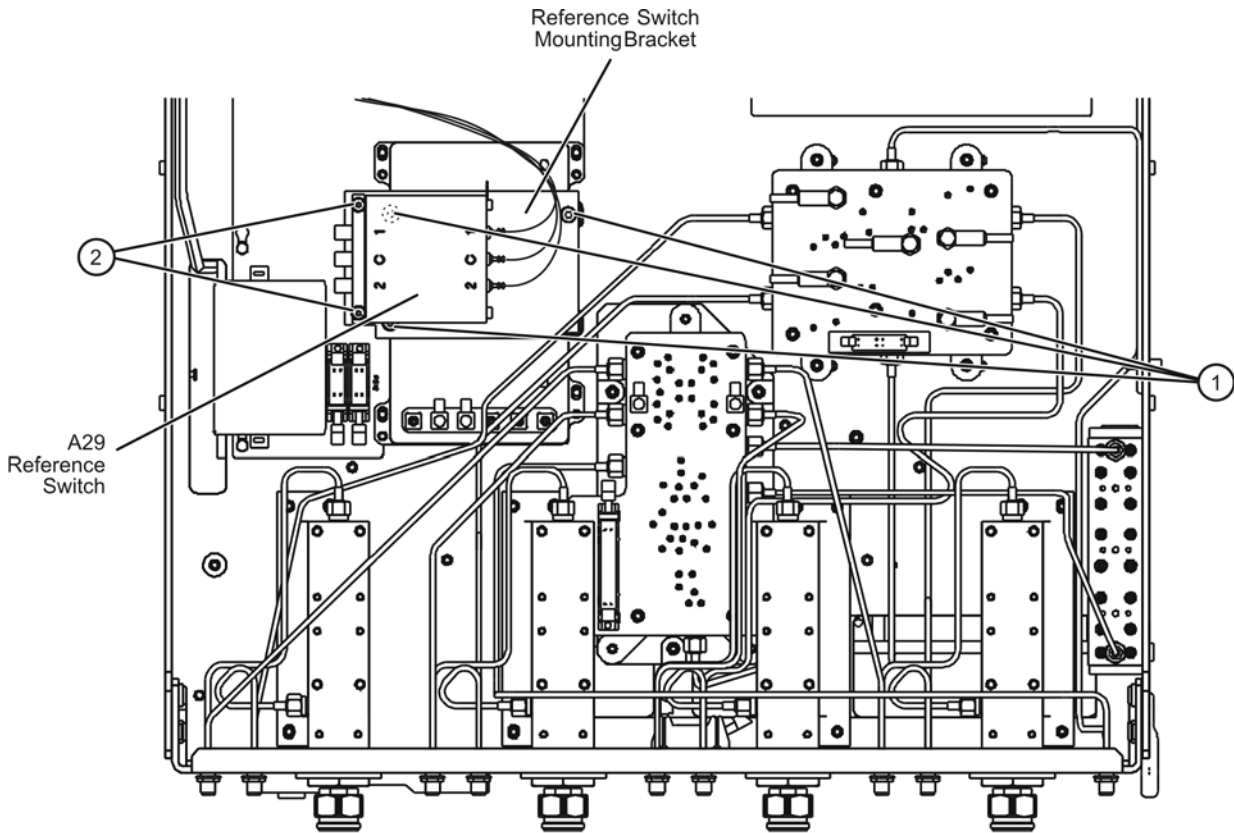 Reference Switch
Mounting Bracket
2
1 1
C C
2 2
1
A29
Reference
Switch